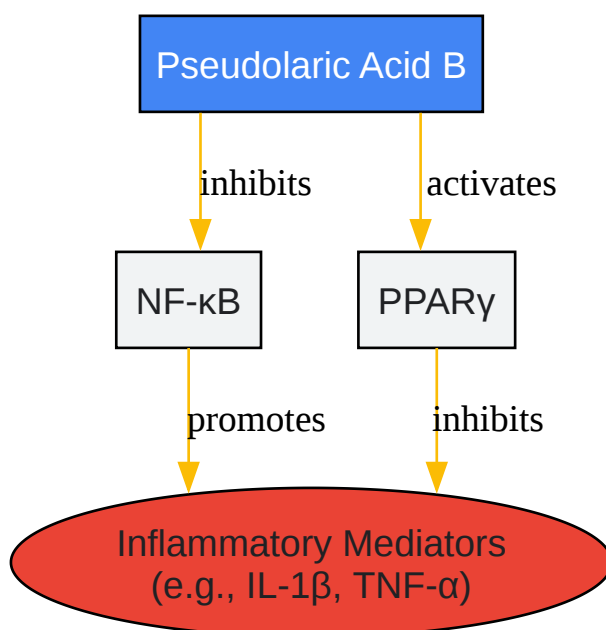 Pseudolaric Acid B
inhibits
activates
NF-κB
PPARγ
promotes
inhibits
Inflammatory Mediators
(e.g., IL-1β, TNF-α)